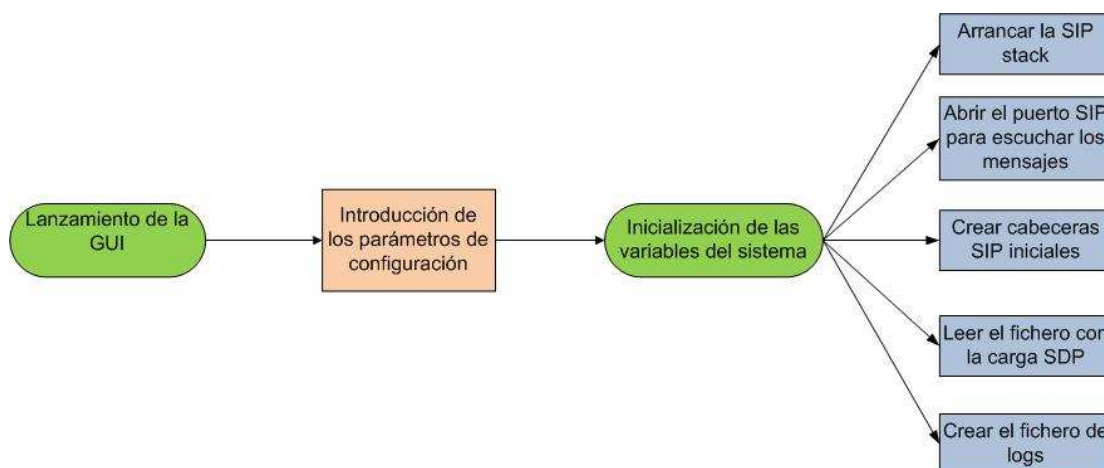 Lanzamiento de la
GUI
Introducción de
los parámetros de
configuración
Inicialización de las
variables del sistema
Arrancar la SIP
stack
Abrir el puerto SIP
para escuchar los
mensajes
Crear cabeceras
SIP iniciales
Leer el fichero con
la carga SDP
Crear el fichero de
logs